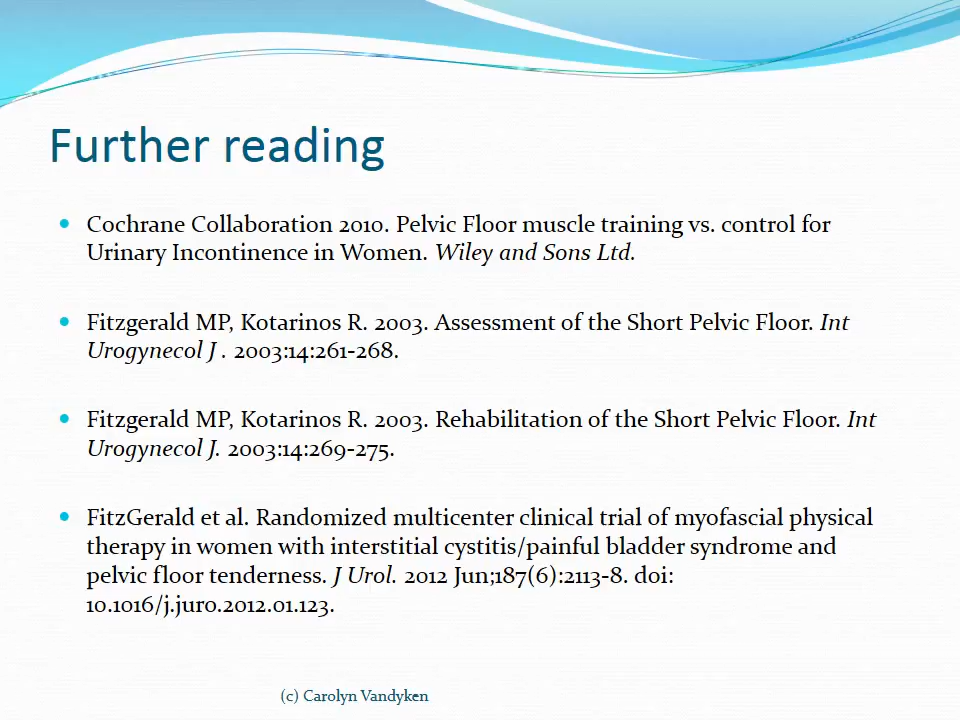 Further reading
• Cochrane Collaboration 2010. Pelvic Floor muscle training vs. control for
Urinary Incontinence in Women. Wiley and Sons Ltd.
• Fitzgerald MP, Kotarinos R. 2003. Assessment of the Short Pelvic Floor. Int
Urogynecol J . 2003:14:261-268.
• Fitzgerald MP, Kotarinos R. 2003. Rehabilitation of the Short Pelvic Floor. Int
Urogynecol J. 2003:14:269-275.
• FitzGerald et al. Randomized multicenter clinical trial of myofascial physical
therapy in women with interstitial cystitis/painful bladder syndrome and
pelvic floor tenderness. J Urol. 2012 Jun;187(6):2113-8. doi:
10.1016/j.juro.2012.01.123.
(c) Carolyn Vandyken